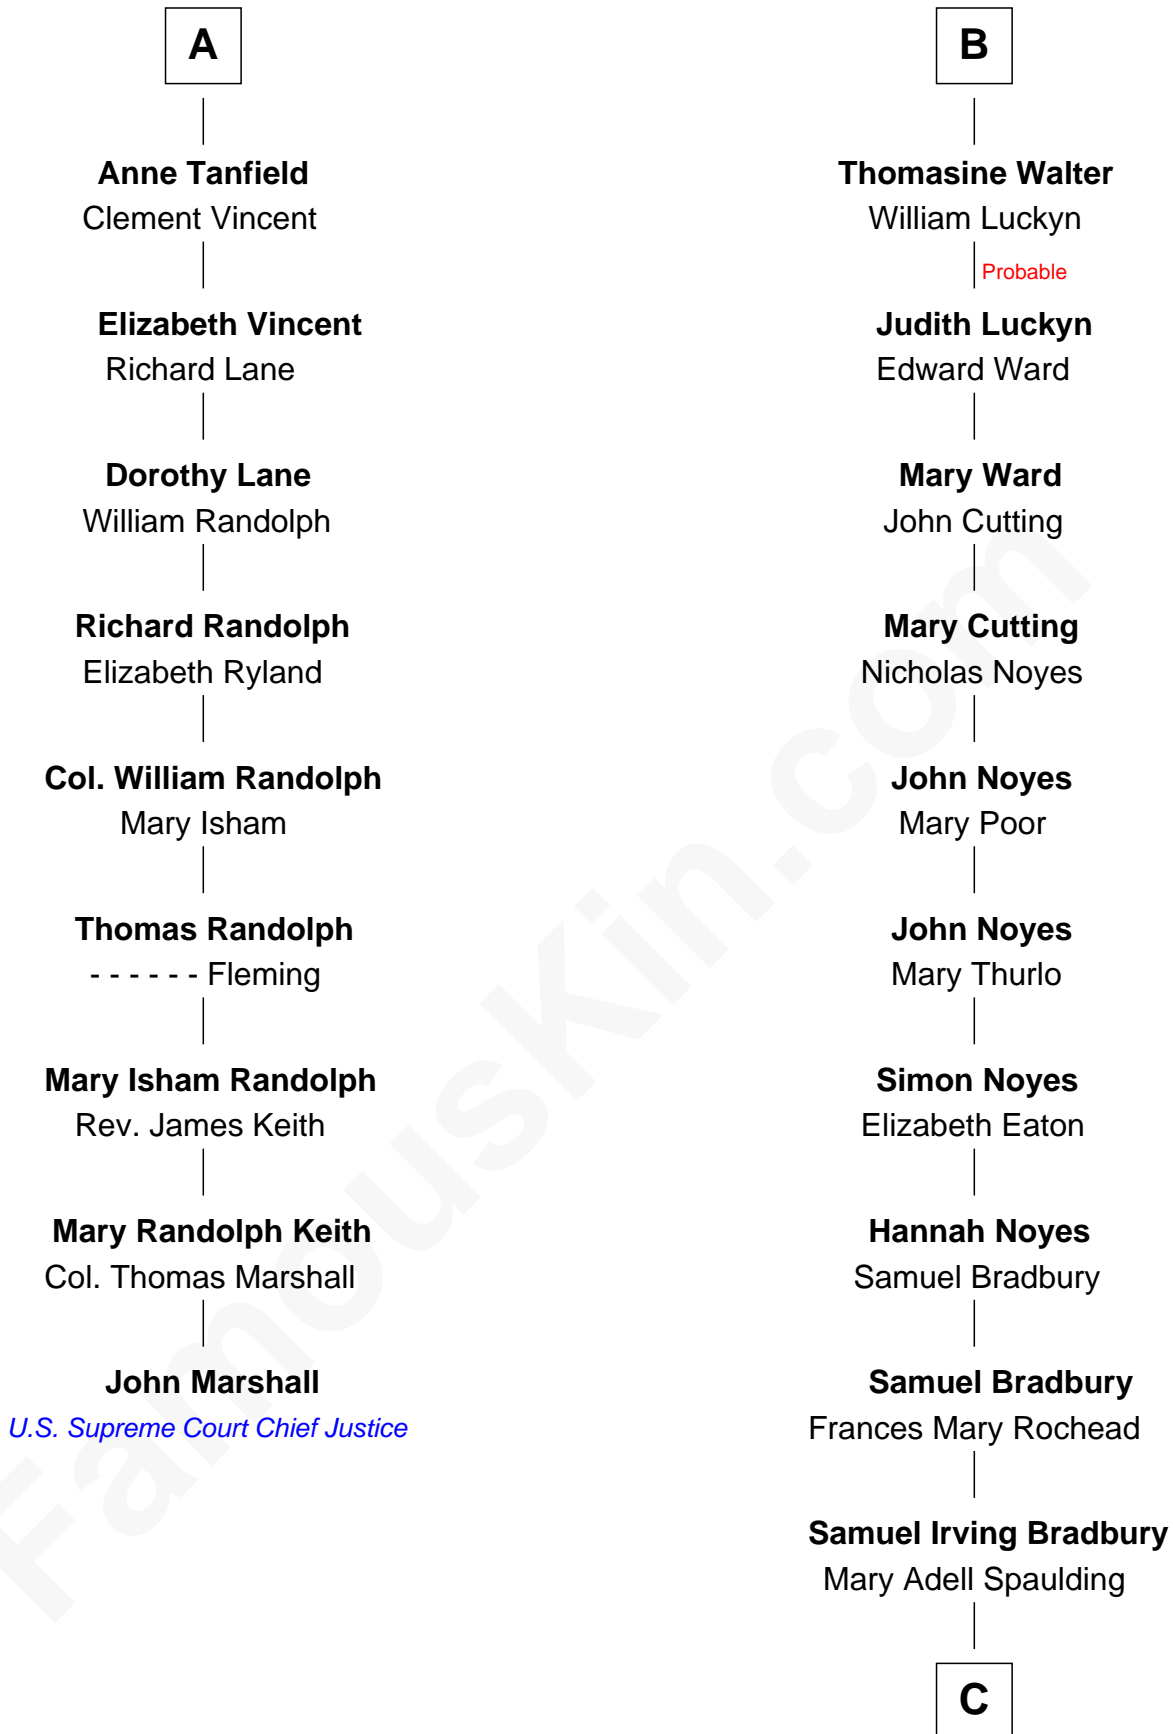 A
Anne Tanfield
Clement Vincent
Elizabeth Vincent
Richard Lane
Dorothy Lane
William Randolph
Richard Randolph
Elizabeth Ryland
Col. William Randolph
Mary Isham
Thomas Randolph
- - - - - - Fleming
Mary Isham Randolph
Rev. James Keith
Mary Randolph Keith
Col. Thomas Marshall
John Marshall
U.S. Supreme Court Chief Justice
B
Thomasine Walter
William Luckyn
Probable
Judith Luckyn
Edward Ward
Mary Ward
John Cutting
Mary Cutting
Nicholas Noyes
John Noyes
Mary Poor
John Noyes
Mary Thurlo
Simon Noyes
Elizabeth Eaton
Hannah Noyes
Samuel Bradbury
Samuel Bradbury
Frances Mary Rochead
Samuel Irving Bradbury
Mary Adell Spaulding
C
FamousKin.com